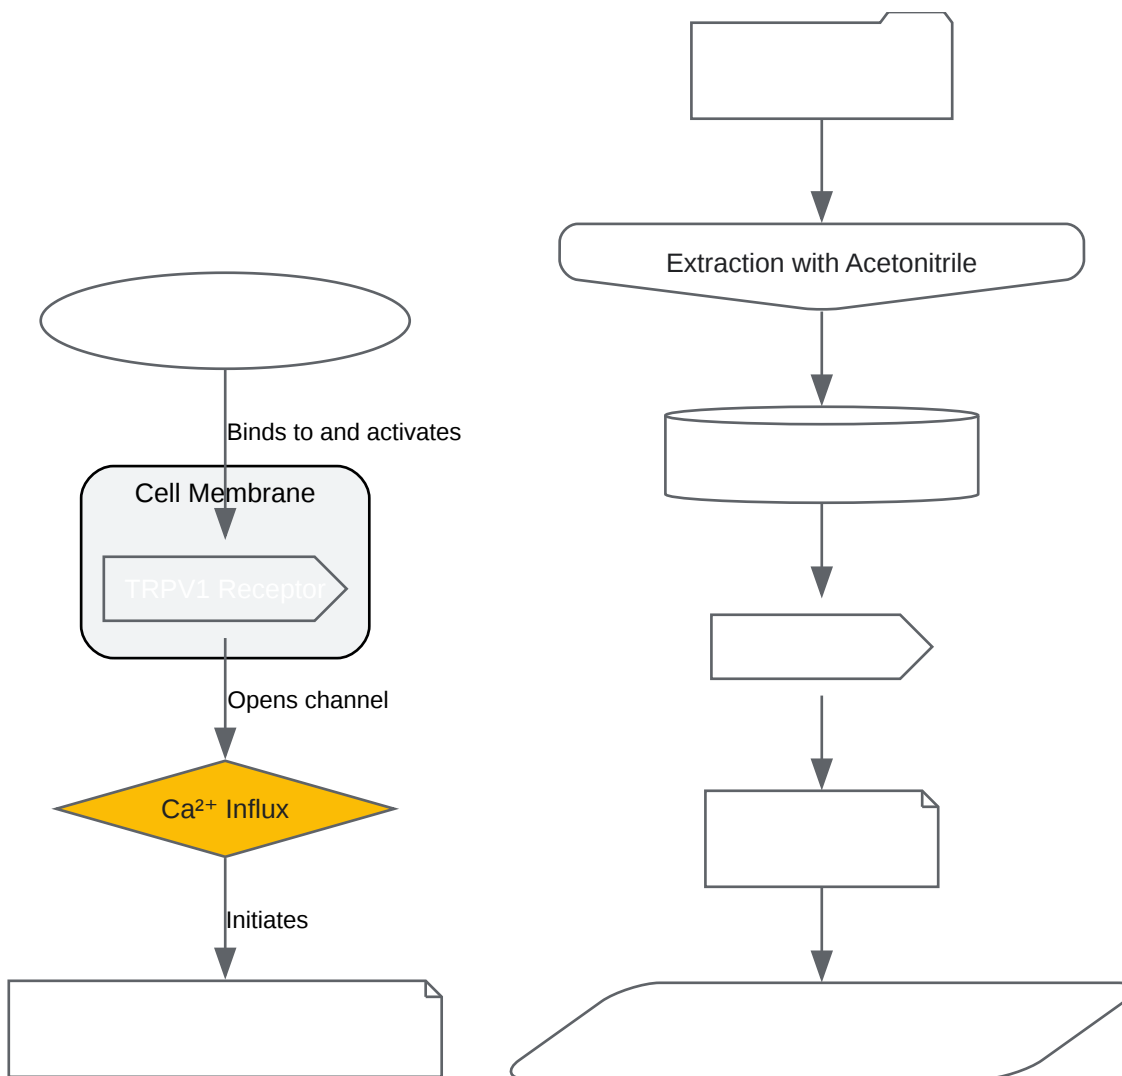 Binds to and activates
Cell Membrane
TRPV1 Receptor
Opens channel
Ca²⁺ Influx
Initiates
Extraction with Acetonitrile